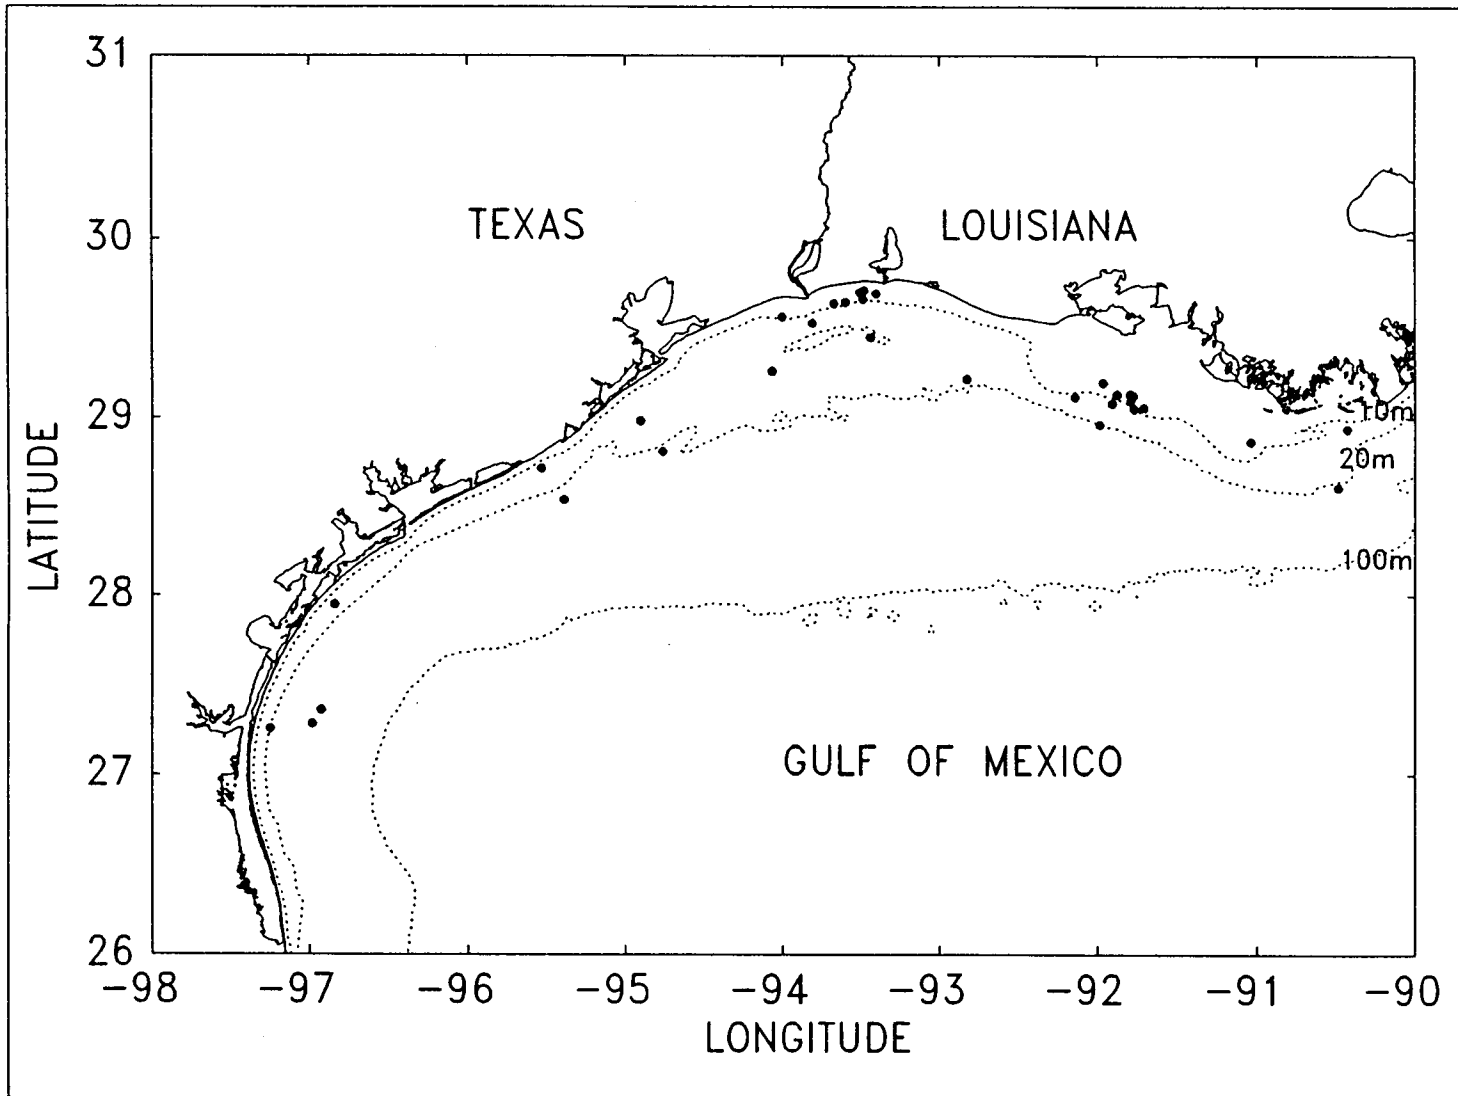 31
TEXAS
LOUISIANA
30
29
10m
20m
LATITUDE
100m
28
GULF OF MEXICO
27
26
-98 -97 -96 -95 -94 -93 -92 -91 -90
LONGITUDE